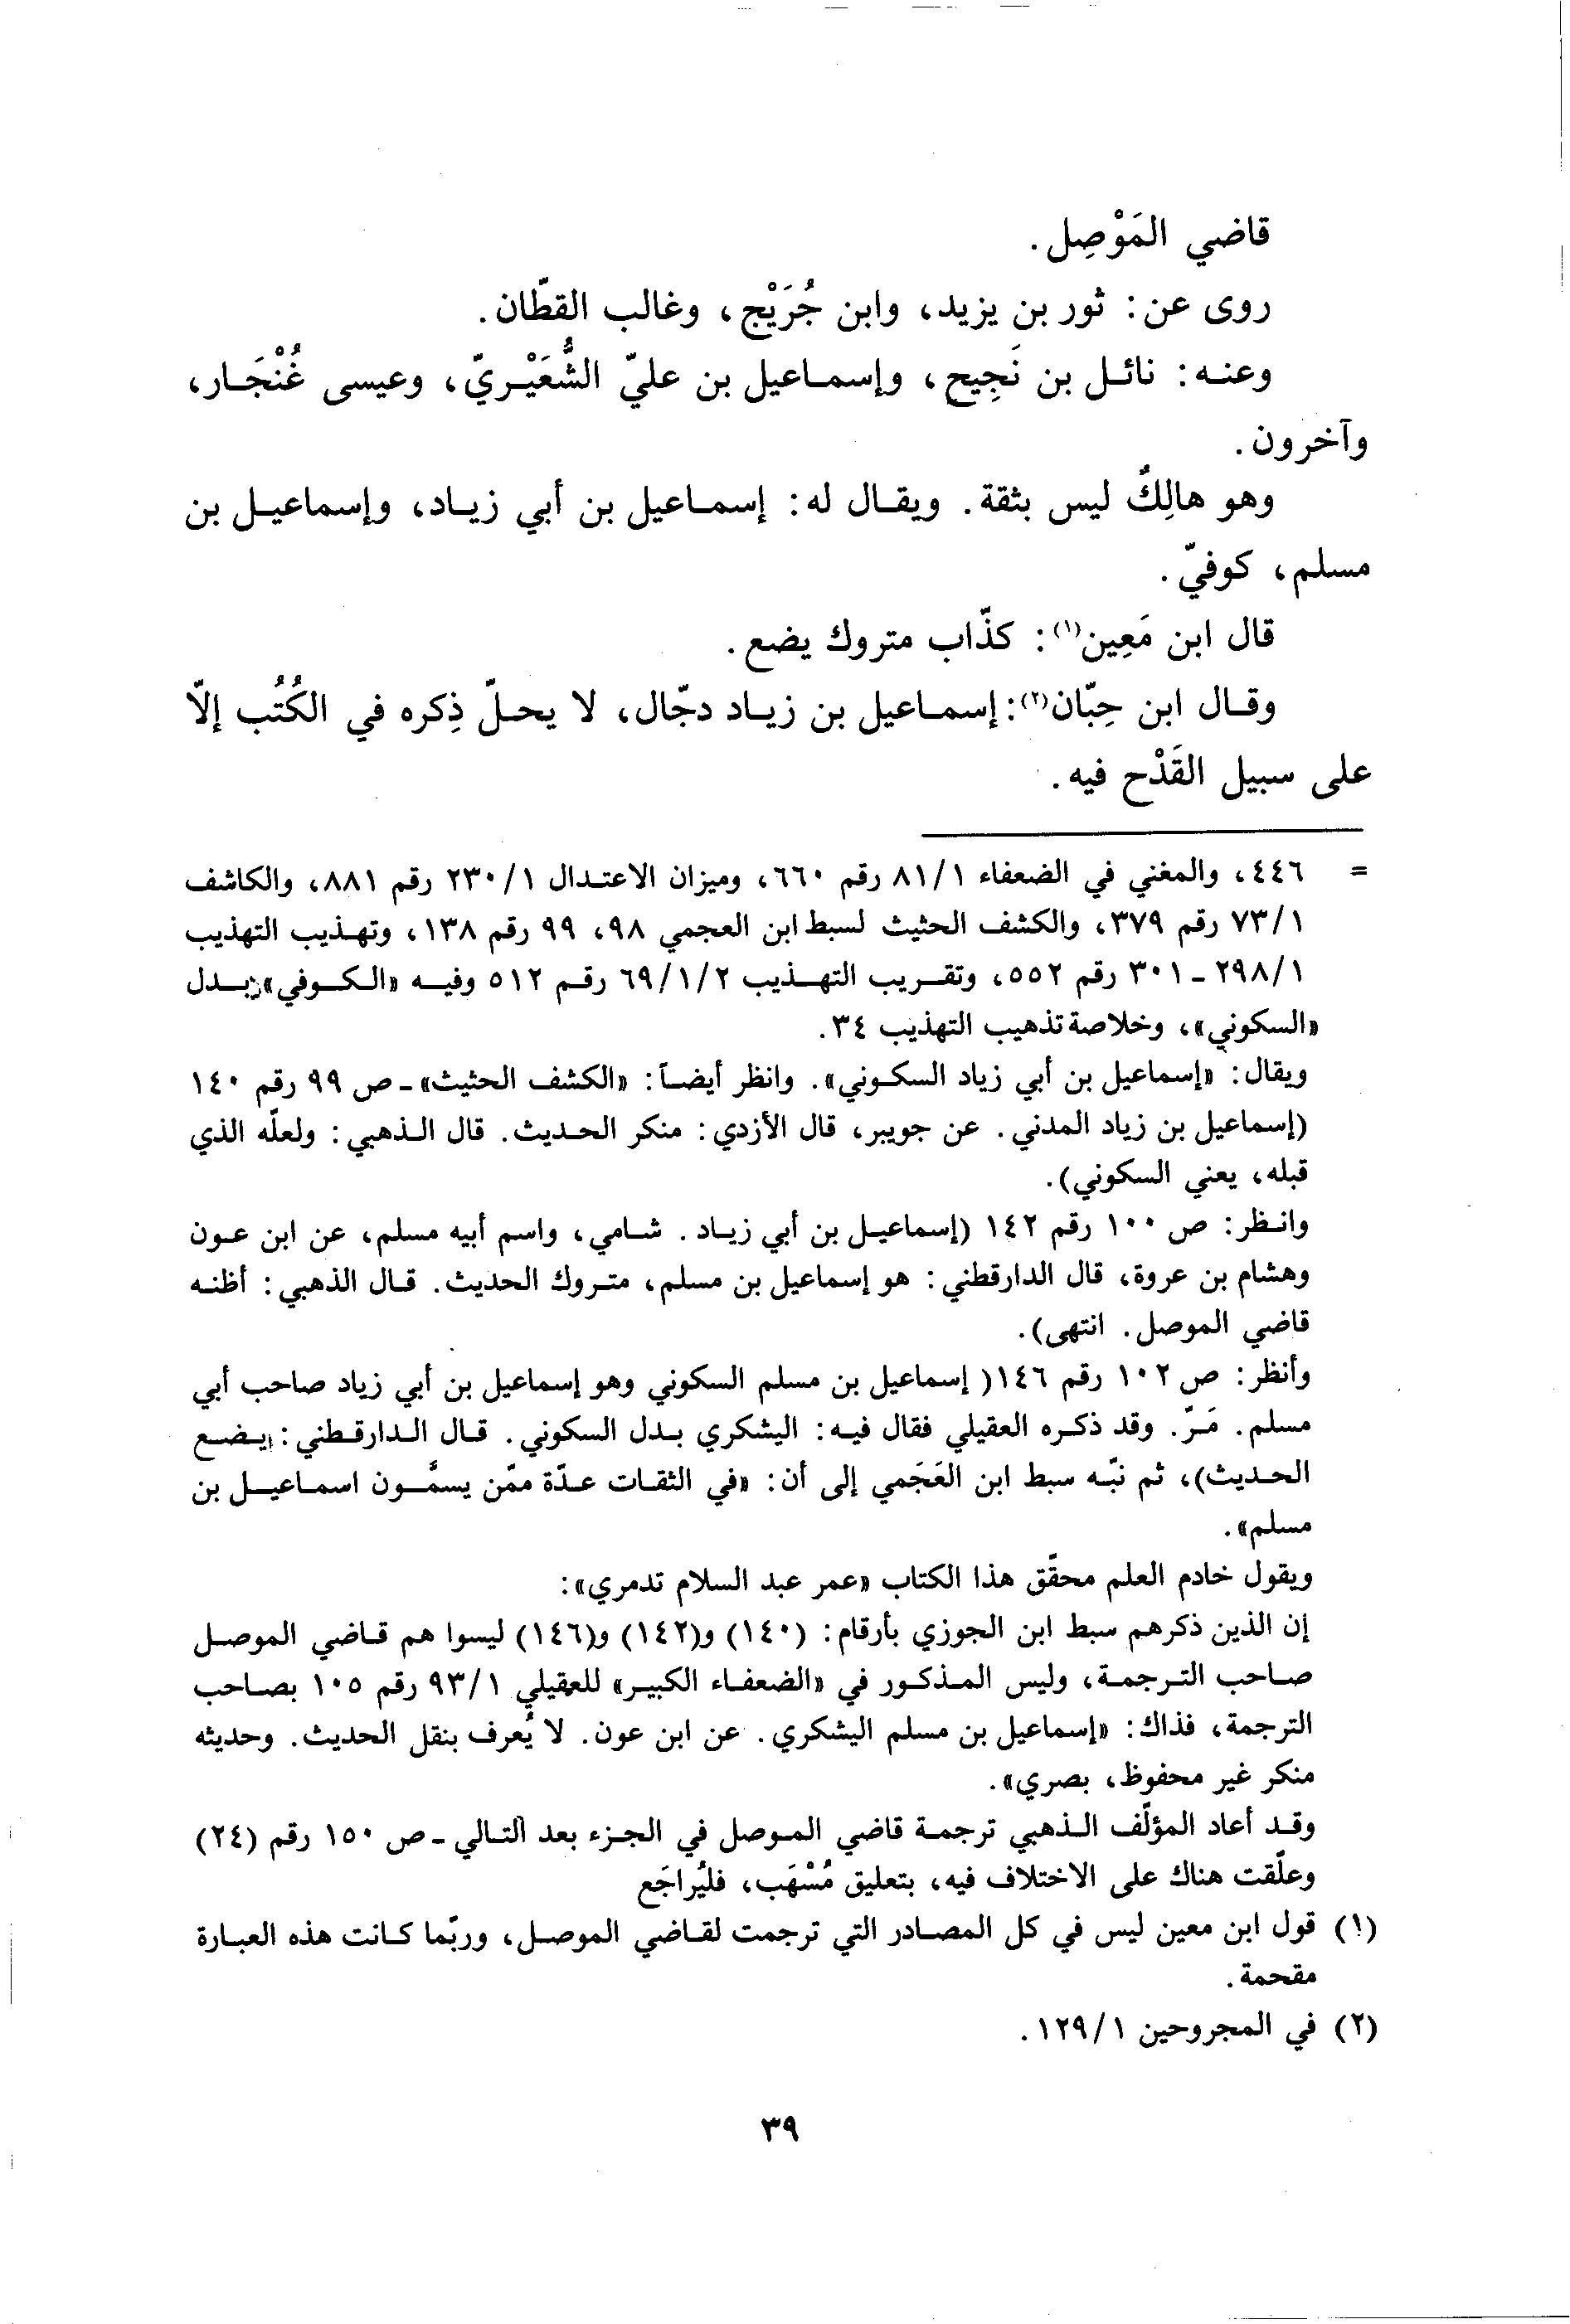 قاضي المَوْصِل.
روى عن: ثور بن يزيد، وابن جُرَيْج، وغالب القطّان.
وعنه: نائل بن نَجِيح، وإسماعيل بن عليّ الشُّعَيْريّ، وعيسى غُنْجَار،
وآخرون.
وهو هالِكٌ ليس بثقة. ويقال له: إسماعيل بن أبي زياد، وإسماعيل بن
مسلم، كوفيّ.
قال ابن مَعِين(١): كذّاب متروك يضع.
وقال ابن حِبّان(٢): إسماعيل بن زياد دجّال، لا يحلّ ذِكره في الكُتُب إلّا
على سبيل القَدْح فيه.
= ٤٤٦، والمغني في الضعفاء ٨١/١ رقم ٦٦٠، وميزان الاعتدال ٢٣٠/١ رقم ٨٨١، والكاشف
٧٣/١ رقم ٣٧٩، والكشف الحثيث لسبط ابن العجمي ٩٨، ٩٩ رقم ١٣٨، وتهذيب التهذيب
٢٩٨/١ - ٣٠١ رقم ٥٥٢، وتقريب التهذيب ٦٩/١/٢ رقم ٥١٢ وفيه «الكوفي» بدل
«السكوني»، وخلاصة تذهيب التهذيب ٣٤.
ويقال: «إسماعيل بن أبي زياد السكوني». وانظر أيضاً: «الكشف الحثيث» - ص ٩٩ رقم ١٤٠
(إسماعيل بن زياد المدني. عن جويبر، قال الأزدي: منكر الحديث. قال الذهبي: ولعلّه الذي
قبله، يعني السكوني).
وانظر: ص ١٠٠ رقم ١٤٢ (إسماعيل بن أبي زياد. شامي، واسم أبيه مسلم، عن ابن عون
وهشام بن عروة، قال الدارقطني: هو إسماعيل بن مسلم، متروك الحديث. قال الذهبي: أظنه
قاضي الموصل. انتهى).
وأنظر: ص ١٠٢ رقم ١٤٦( إسماعيل بن مسلم السكوني وهو إسماعيل بن أبي زياد صاحب أبي
مسلم. مَرّ. وقد ذكره العقيلي فقال فيه: اليشكري بدل السكوني. قال الدارقطني: يضع
الحديث)، ثم نبّه سبط ابن العَجَمي إلى أن: «في الثقات عدّة ممّن يسمّون اسماعيل بن
مسلم».
ويقول خادم العلم محقّق هذا الكتاب «عمر عبد السلام تدمري»:
إن الذين ذكرهم سبط ابن الجوزي بأرقام: (١٤٠) و(١٤٢) و(١٤٦) ليسوا هم قاضي الموصل
صاحب الترجمة، وليس المذكور في «الضعفاء الكبير» للعقيلي ٩٣/١ رقم ١٠٥ بصاحب
الترجمة، فذاك: «إسماعيل بن مسلم اليشكري. عن ابن عون. لا يُعرف بنقل الحديث. وحديثه
منكر غير محفوظ، بصري».
وقد أعاد المؤلّف الذهبي ترجمة قاضي الموصل في الجزء بعد التالي - ص ١٥٠ رقم (٢٤)
وعلّقت هناك على الاختلاف فيه، بتعليق مُسْهَب، فليُراجَع
(١) قول ابن معين ليس في كل المصادر التي ترجمت لقاضي الموصل، وربّما كانت هذه العبارة
مقحمة.
(٢) في المجروحين ١٢٩/١.
٣٩